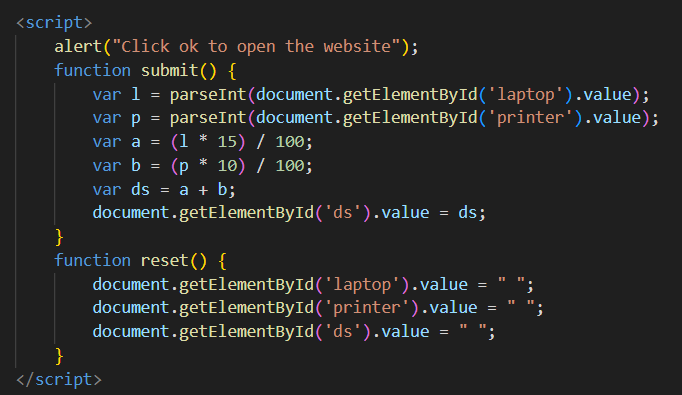 <script>
alert("Click ok to open the website");
function submit() {
var l = parseInt(document.getElementById('laptop').value);
var p = parseInt(document.getElementById('printer').value);
var a = (l * 15) / 100;
var b = (p * 10) / 100;
var ds = a + b;
document.getElementById('ds').value = ds;
}
function reset() {
document.getElementById('laptop').value = " ";
document.getElementById('printer').value = " ";
document.getElementById('ds').value = " ";
}
</script>